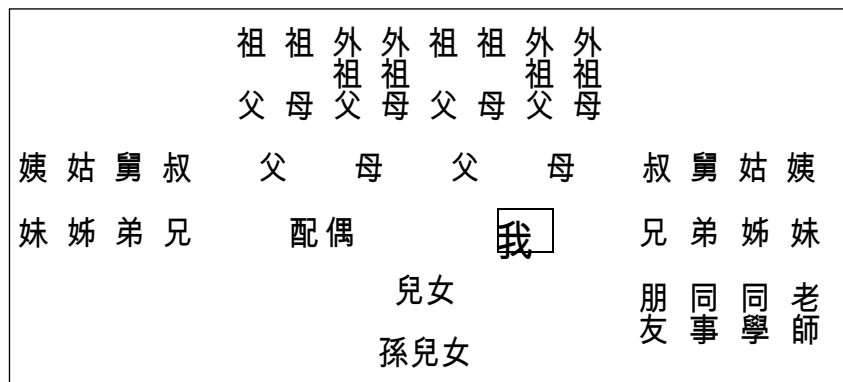 祖 祖 外 外 祖 祖 外 外
祖 祖 祖 祖
父 母 父 母 父 母 父 母
姨 姑 舅 叔 父 母 父 母 叔 舅 姑 姨
妹 姊 弟 兄 配偶 我 兄 弟 姊 妹
兒女
朋 同 同 老
友 事 學 師
孫兒女